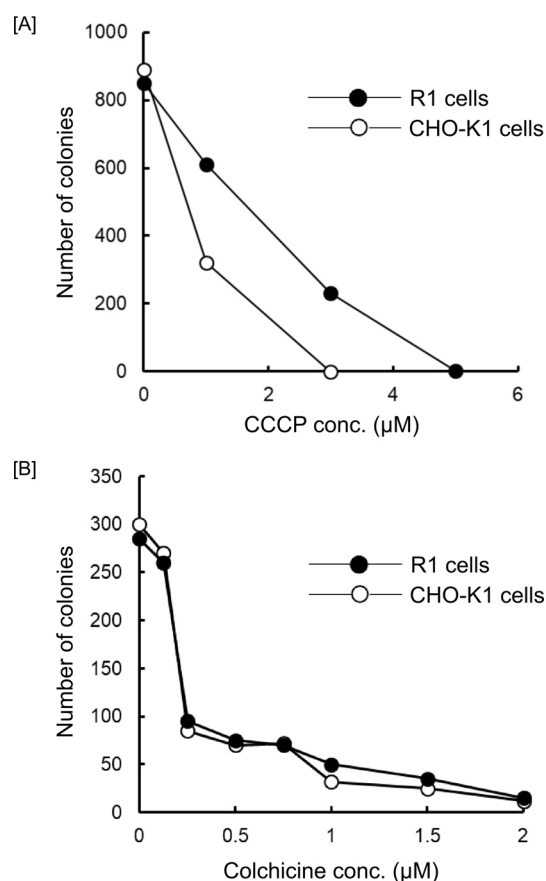 [A]
1000
800
600
400
200
0
Number of colonies
R1 cells
CHO-K1 cells
0
2
4
6
CCCP conc. (µM)
[B]
350
300
250
200
150
100
50
0
Number of colonies
R1 cells
CHO-K1 cells
0
0.5
1
1.5
2
Colchicine conc. (µM)